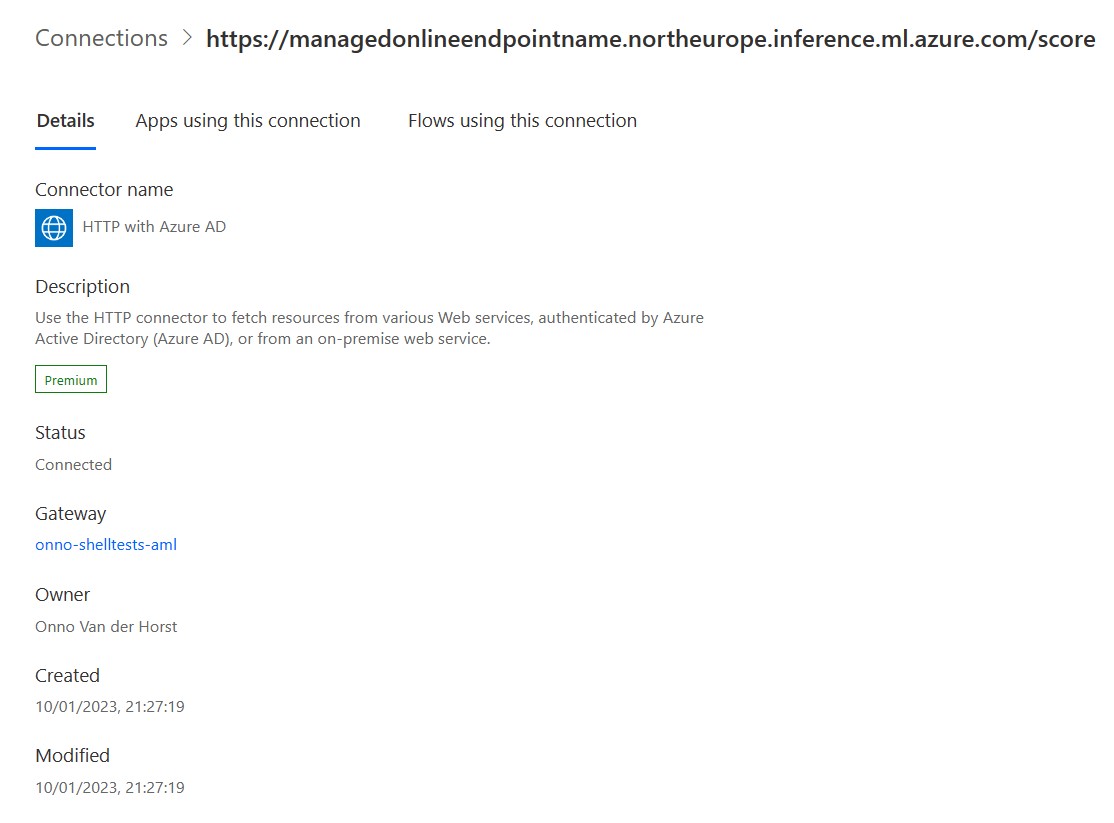 Connections > https://managedonlineendpointname.northeurope.inference.ml.azure.com/score
Details Apps using this connection Flows using this connection
Connector name
HTTP with Azure AD
Description
Use the HTTP connector to fetch resources from various Web services, authenticated by Azure
Active Directory (Azure AD), or from an on-premise web service.
Premium
Status
Connected
Gateway
onno-shelltests-aml
Owner
Onno Van der Horst
Created
10/01/2023, 21:27:19
Modified
10/01/2023, 21:27:19